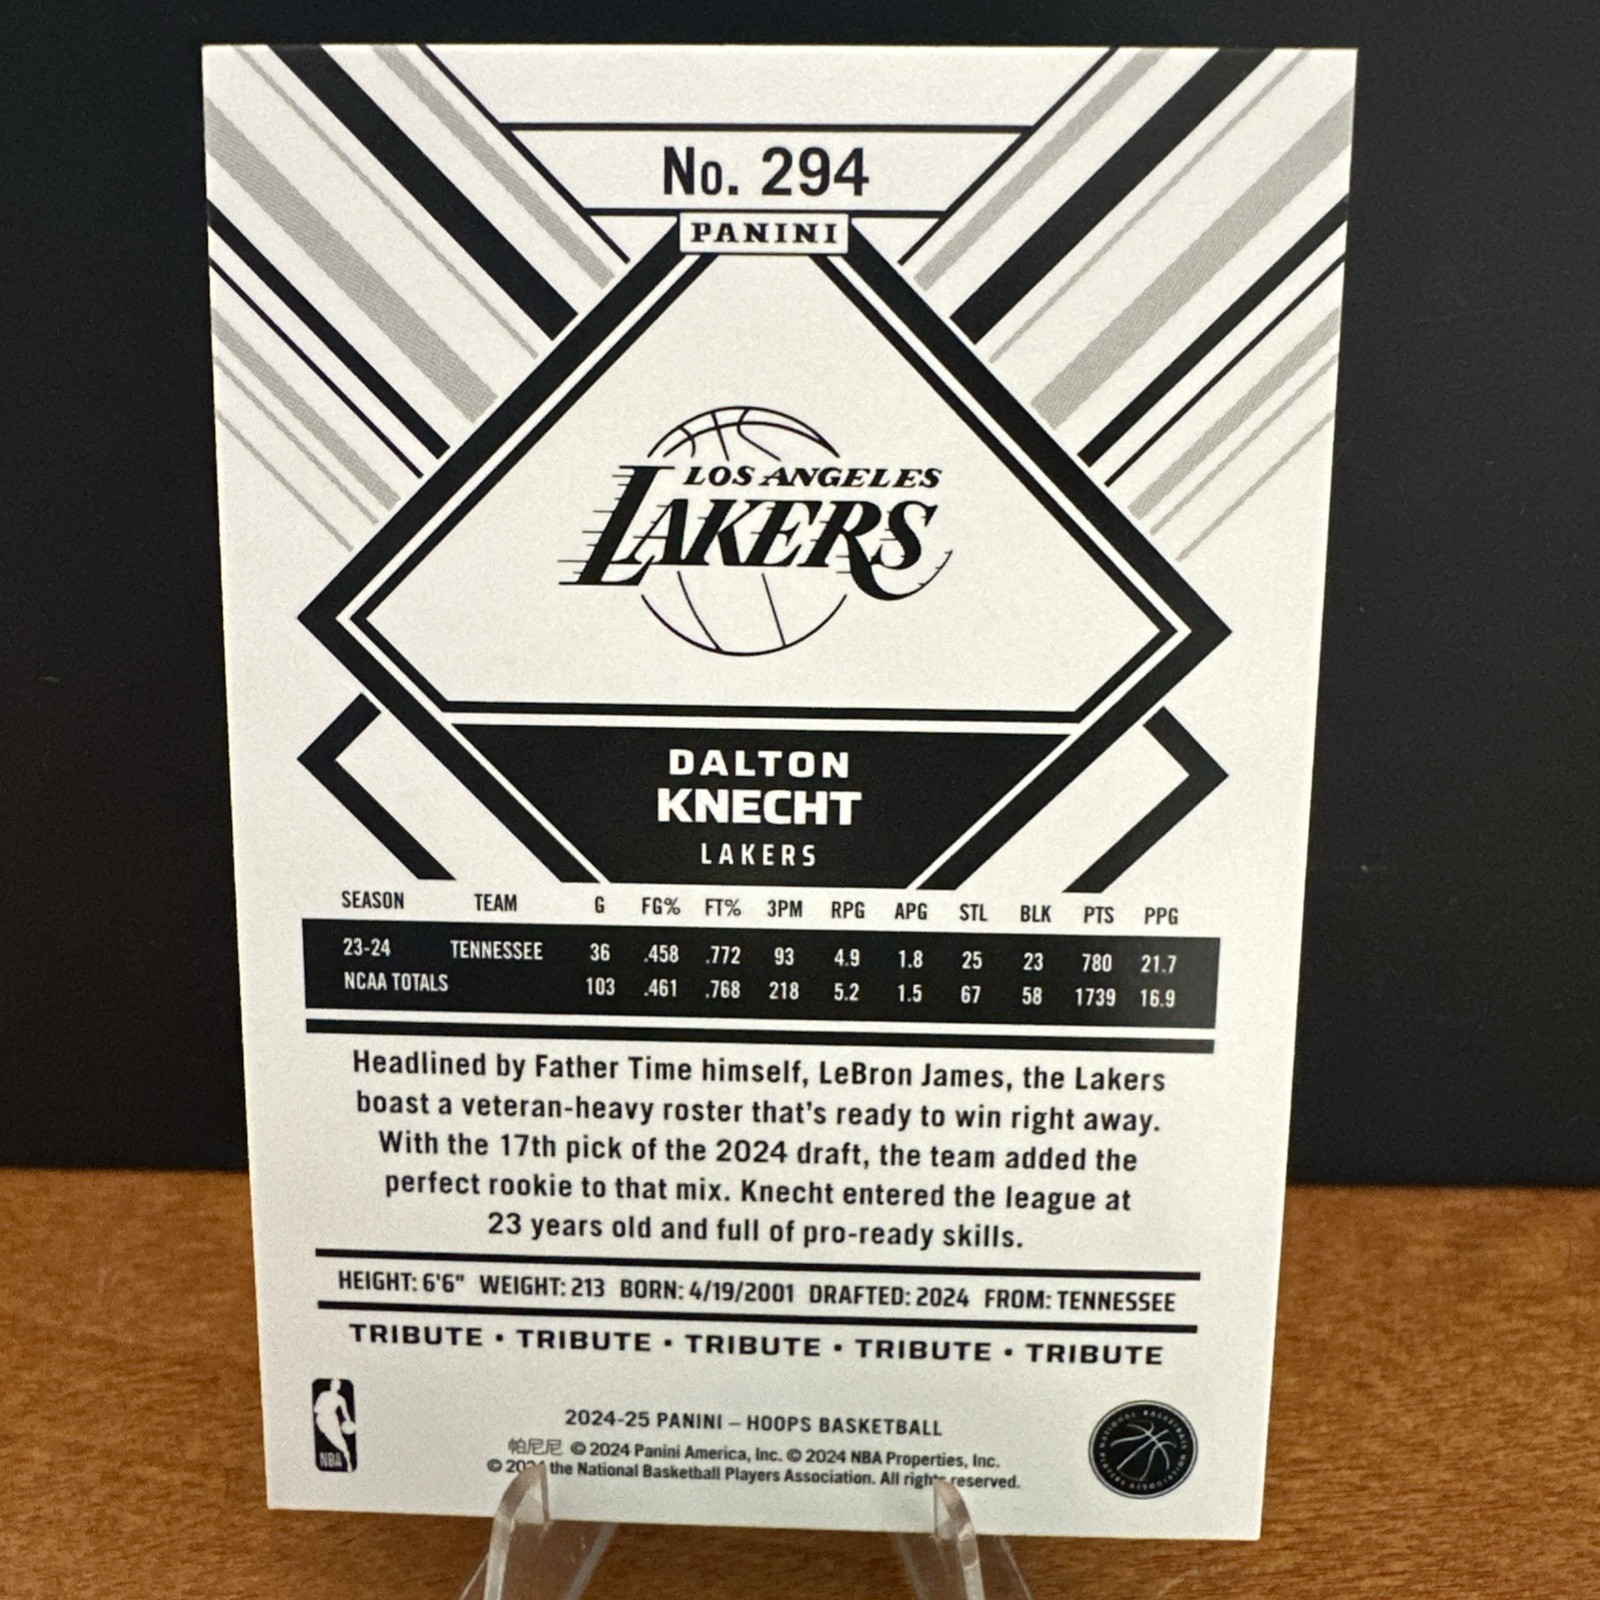 No. 294
PANINI
LOS ANGELES
LAKERS
DALTON
KNECHT
LAKERS
SEASON TEAM G FG% FT% 3PM RPG APG STL BLK PTS PPG
23-24 TENNESSEE 36 .458 .772 93 4.9 1.8 25 23 780 21.7
NCAA TOTALS 103 .461 .768 218 5.2 1.5 67 58 1739 16.9
Headlined by Father Time himself, LeBron James, the Lakers
boast a veteran-heavy roster that's ready to win right away.
With the 17th pick of the 2024 draft, the team added the
perfect rookie to that mix. Knecht entered the league at
23 years old and full of pro-ready skills.
HEIGHT: 6'6" WEIGHT: 213 BORN: 4/19/2001 DRAFTED: 2024 FROM: TENNESSEE
TRIBUTE • TRIBUTE • TRIBUTE • TRIBUTE • TRIBUTE
NBA
2024-25 PANINI – HOOPS BASKETBALL
帕尼尼 © 2024 Panini America, Inc. © 2024 NBA Properties, Inc.
© 2024 the National Basketball Players Association. All rights reserved.
NATIONAL BASKETBALL
PLAYERS ASSOCIATION